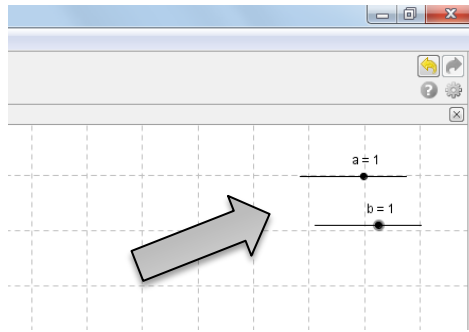 a = 1
b = 1